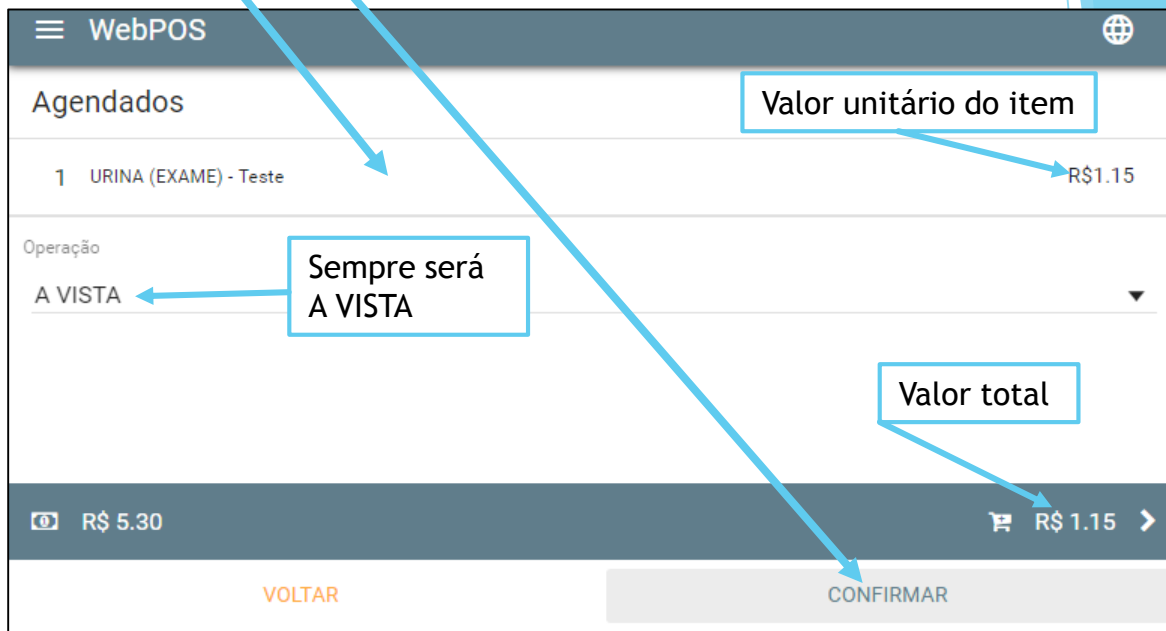 WebPOS
Agendados
Valor unitário do item
1 URINA (EXAME) - Teste R$1.15
Operação
A VISTA
Sempre será
A VISTA
Valor total
R$ 5.30 R$ 1.15
VOLTAR CONFIRMAR